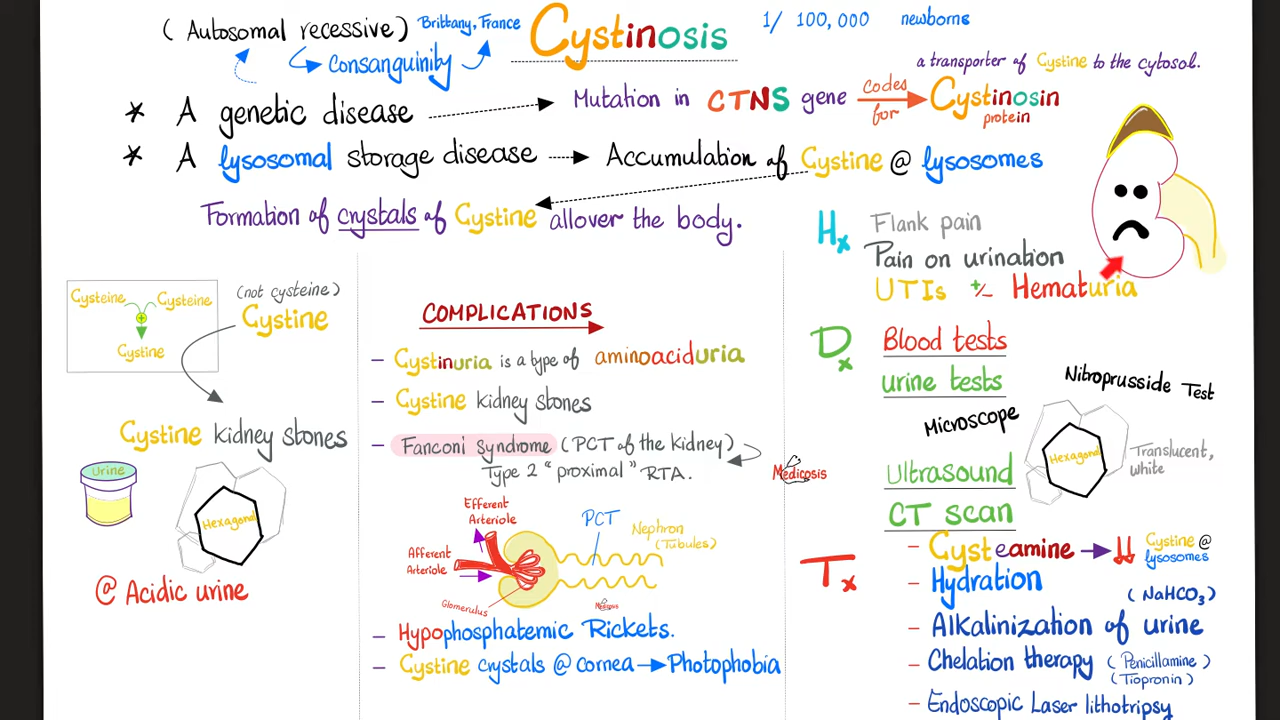 Cystinosis
( Autosomal recessive )
Brittany, France
Consanguinity
1/ 100,000 newborns
a transporter of Cystine to the cytosol.
* A genetic disease
Mutation in CTNS gene
codes for
Cystinosin protein
* A lysosomal storage disease
Accumulation of Cystine @ lysosomes
Formation of crystals of Cystine allover the body.
Cysteine Cysteine
+
Cystine
(not cysteine)
Cystine
Cystine kidney stones
Urine
Hexagonal
@ Acidic urine
COMPLICATIONS
- Cystinuria is a type of aminoaciduria
- Cystine kidney stones
- Fanconi Syndrome (PCT of the kidney)
Type 2 "proximal" RTA.
Medicosis
Efferent Arteriole
Afferent Arteriole
Glomerulus
PCT
Nephron (Tubules)
Medicosis
- Hypophosphatemic Rickets.
- Cystine crystals @ cornea → Photophobia
Hx
Flank pain
Pain on urination
UTIs +/- Hematuria
Dx
Blood tests
urine tests
Nitroprusside Test
Microscope
Hexagonal
Translucent, white
Ultrasound
CT scan
Tx
- Cysteamine → ↓↓ Cystine @ lysosomes
- Hydration
(NaHCO3)
- Alkalinization of urine
- Chelation therapy (Penicillamine)
(Tiopronin)
- Endoscopic Laser lithotripsy